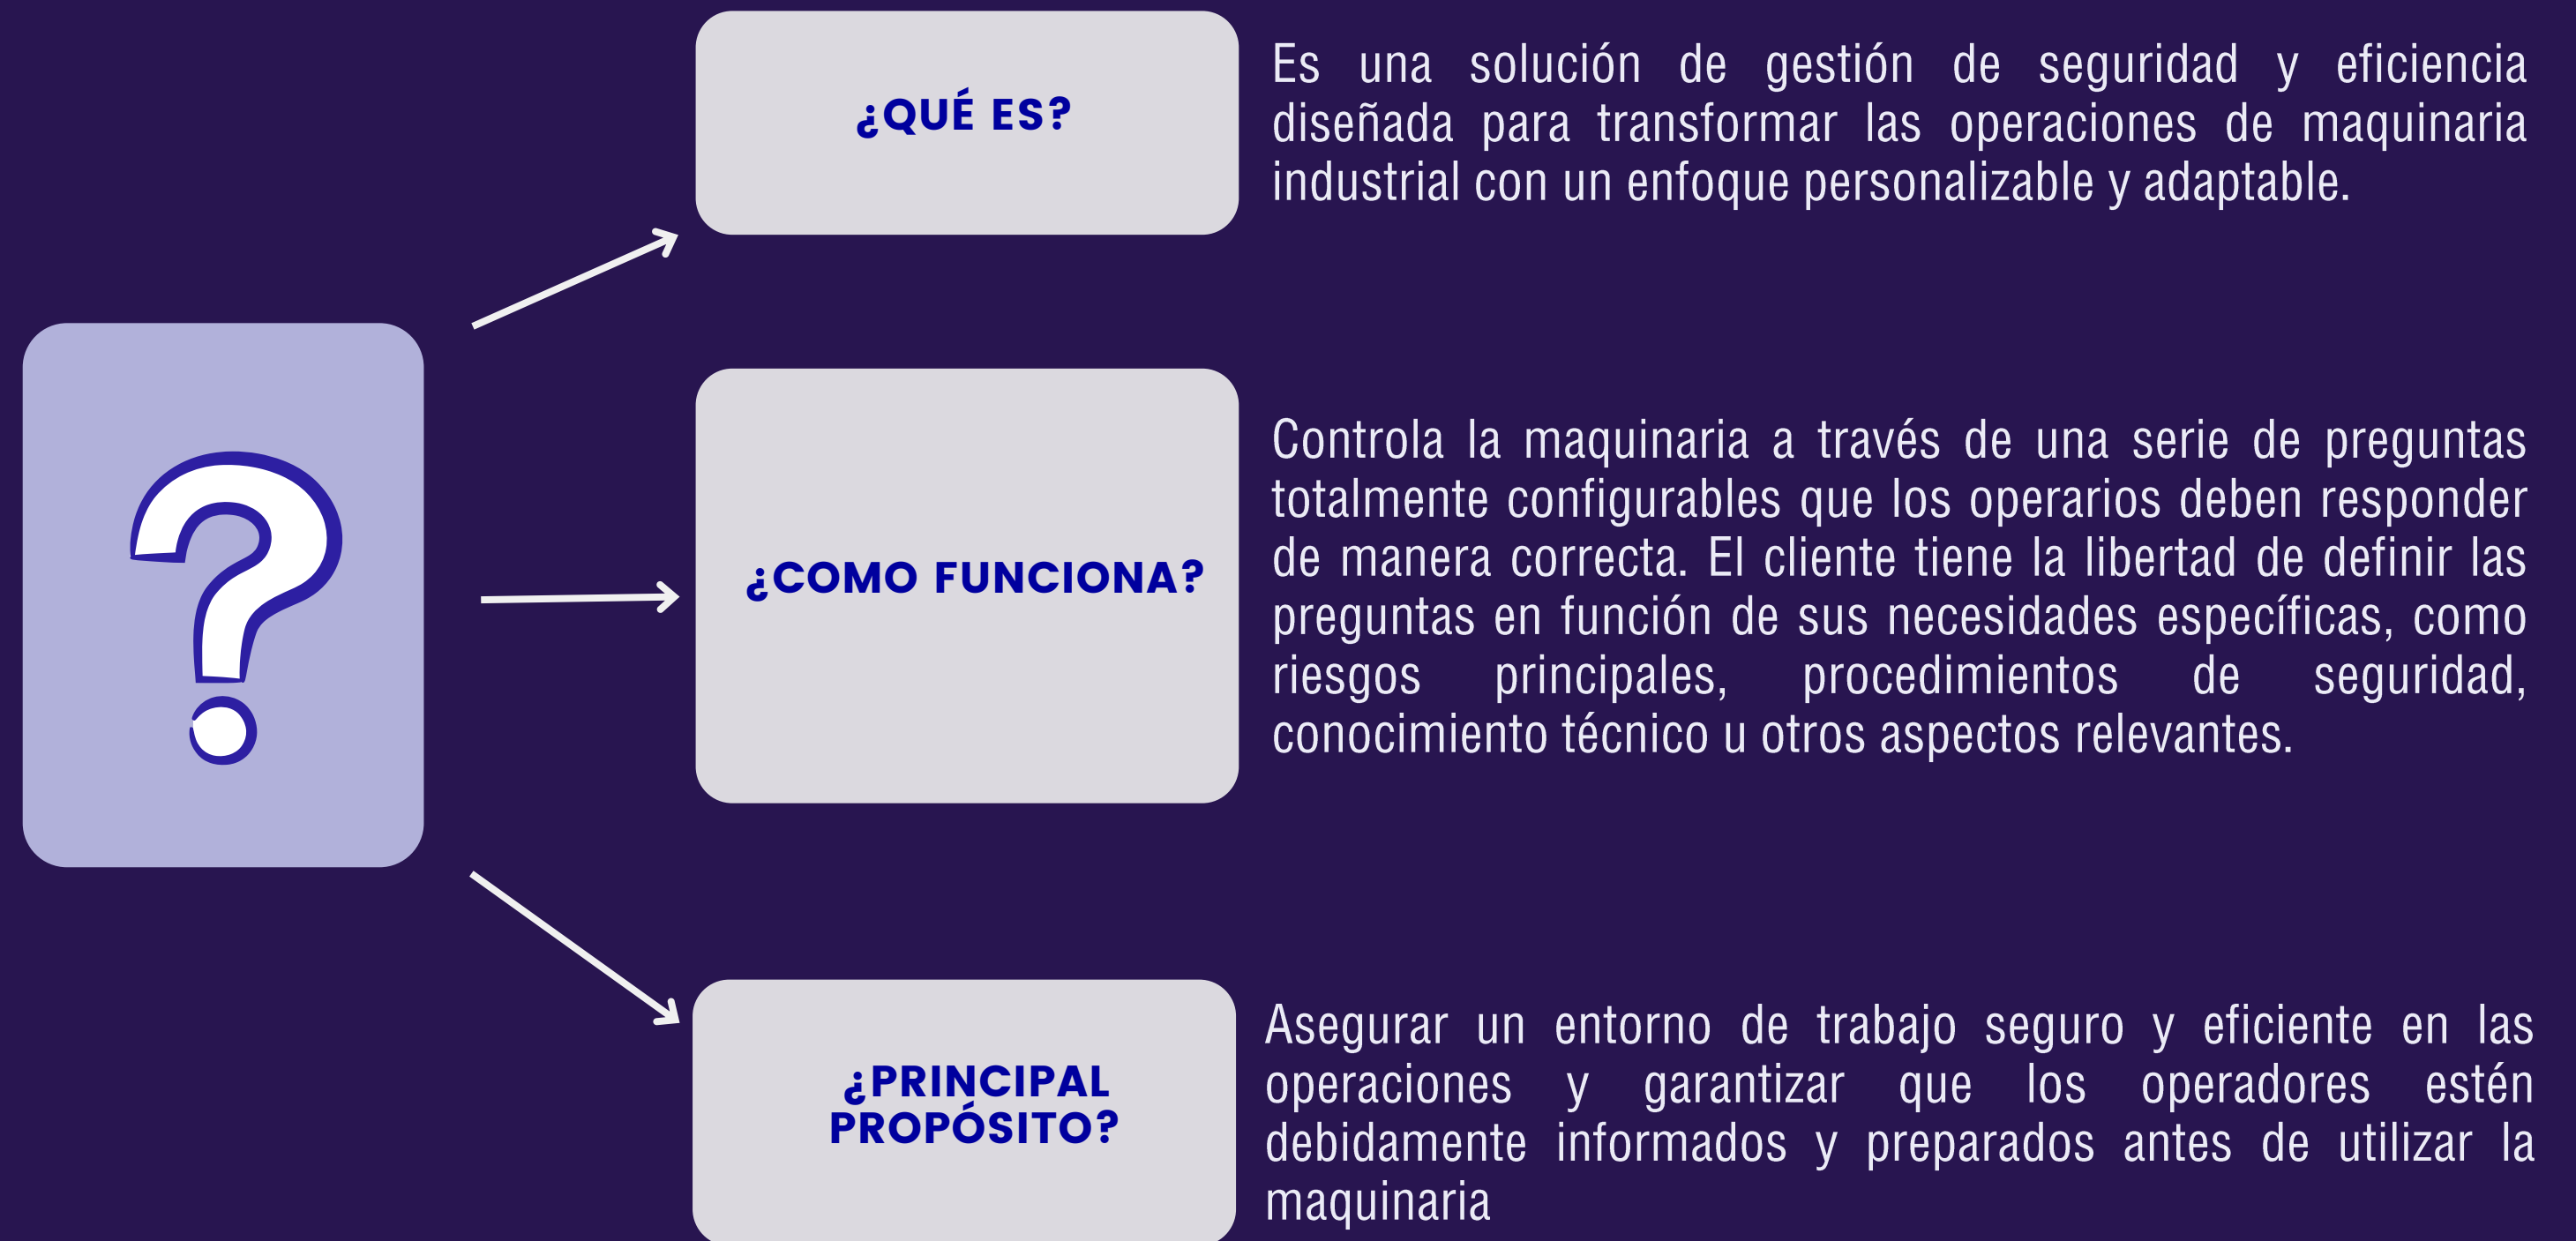 ¿QUÉ ES?
Es una solución de gestión de seguridad y eficiencia
diseñada para transformar las operaciones de maquinaria
industrial con un enfoque personalizable y adaptable.
?
¿COMO FUNCIONA?
Controla la maquinaria a través de una serie de preguntas
totalmente configurables que los operarios deben responder
de manera correcta. El cliente tiene la libertad de definir las
preguntas en función de sus necesidades específicas, como
riesgos principales, procedimientos de seguridad,
conocimiento técnico u otros aspectos relevantes.
¿PRINCIPAL
PROPÓSITO?
Asegurar un entorno de trabajo seguro y eficiente en las
operaciones y garantizar que los operadores estén
debidamente informados y preparados antes de utilizar la
maquinaria